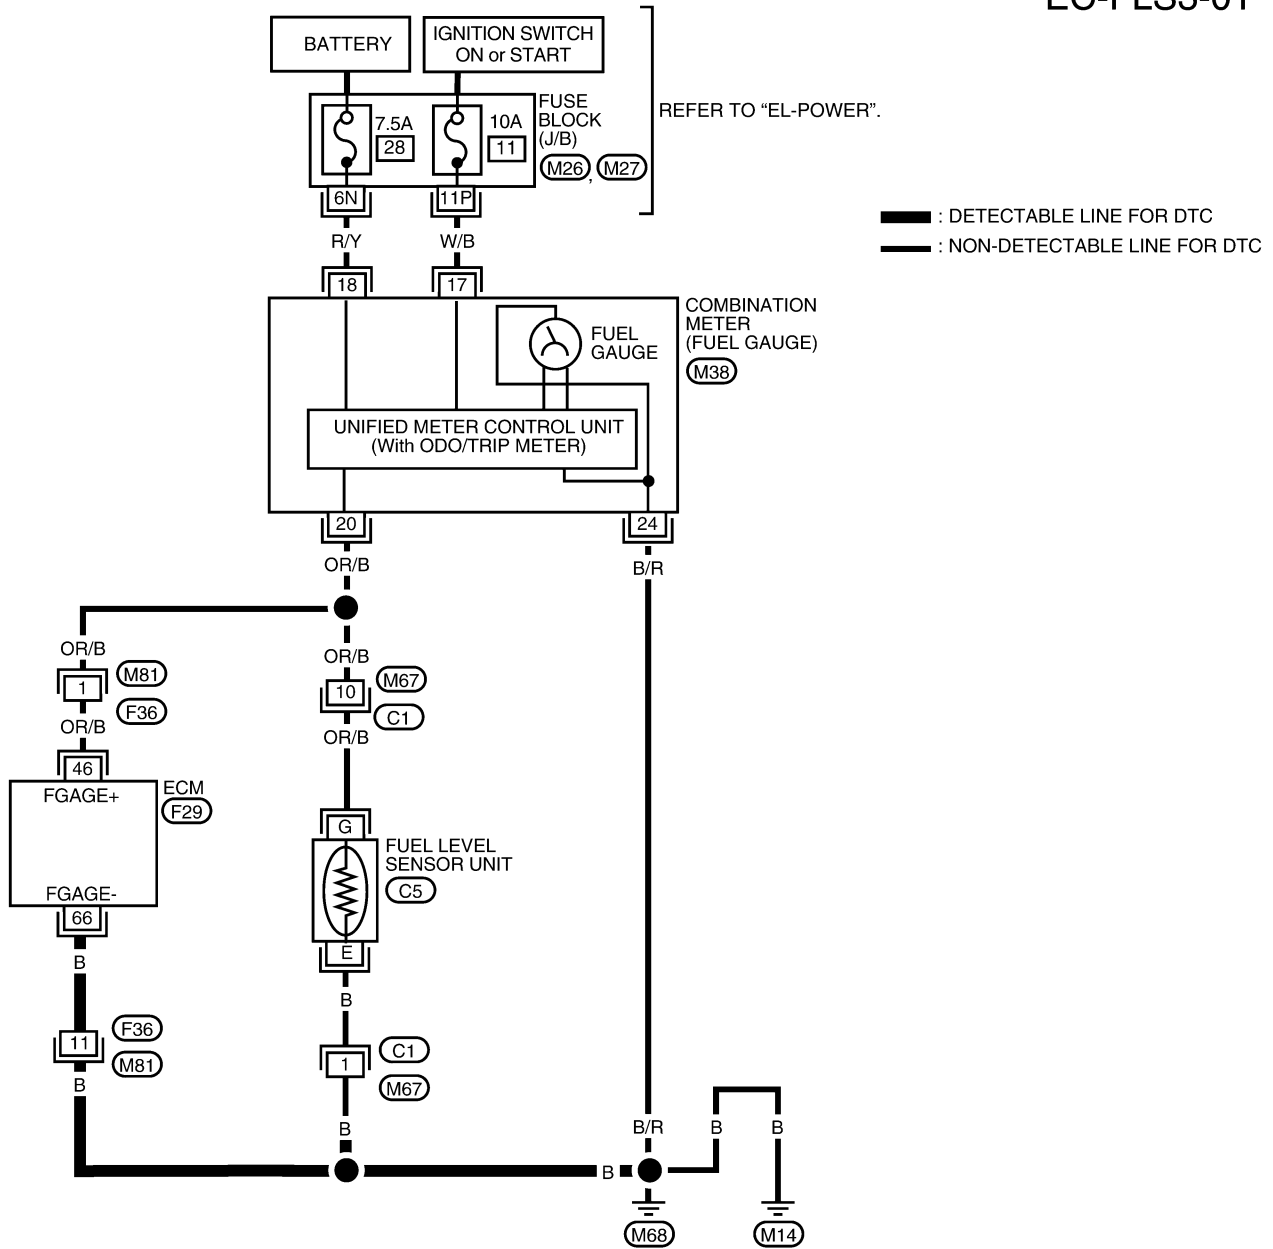 BATTERY
IGNITION SWITCH
ON or START
FUSE
BLOCK
(J/B)
7.5A
28
10A
11
M26, M27
REFER TO “EL-POWER”.
6N
11P
: DETECTABLE LINE FOR DTC
: NON-DETECTABLE LINE FOR DTC
R/Y
W/B
18
17
COMBINATION
METER
(FUEL GAUGE)
M38
FUEL
GAUGE
UNIFIED METER CONTROL UNIT
(With ODO/TRIP METER)
20
24
OR/B
B/R
OR/B
OR/B
1
M81
F36
10
M67
C1
OR/B
OR/B
46
FGAGE+
ECM
F29
FGAGE-
66
G
FUEL LEVEL
SENSOR UNIT
C5
E
B
B
11
F36
M81
1
C1
M67
B
B
B/R
B
B
B
M68
M14